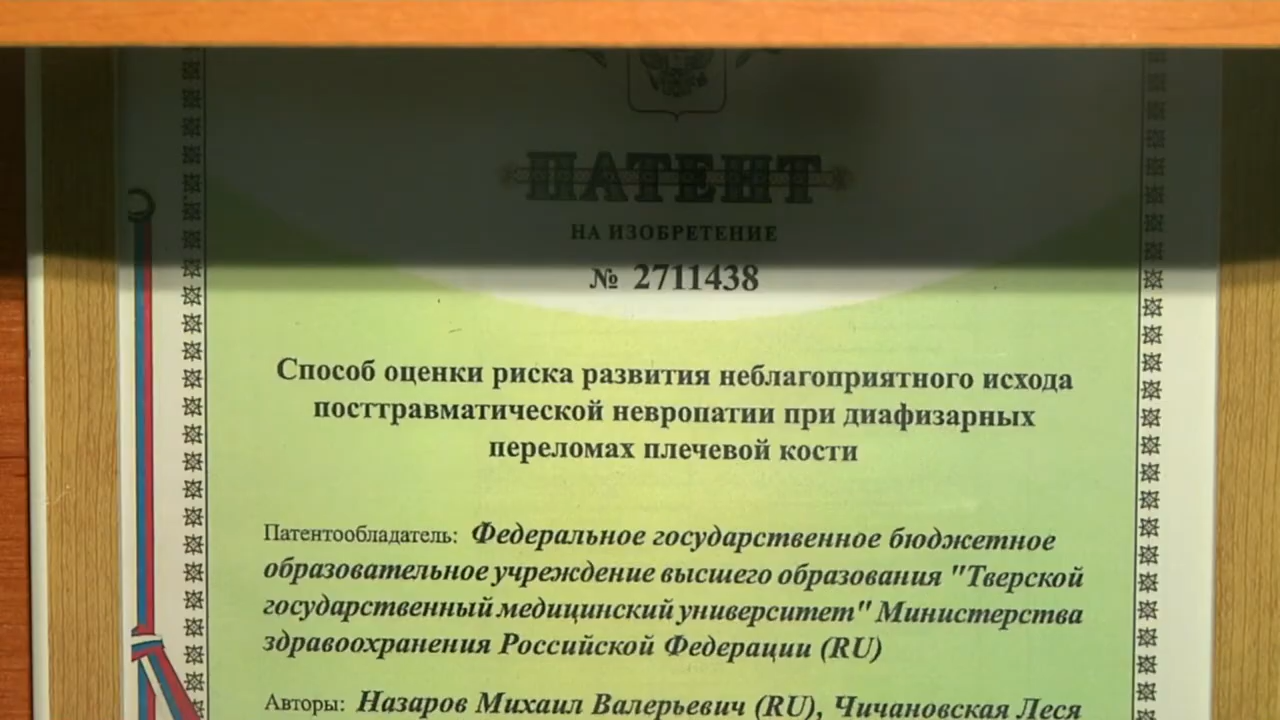 ПАТЕНТ
НА ИЗОБРЕТЕНИЕ
№ 2711438
Способ оценки риска развития неблагоприятного исхода
посттравматической невропатии при диафизарных
переломах плечевой кости
Патентообладатель: Федеральное государственное бюджетное
образовательное учреждение высшего образования "Тверской
государственный медицинский университет" Министерства
здравоохранения Российской Федерации (RU)
Авторы: Назаров Михаил Валерьевич (RU), Чичановская Леся